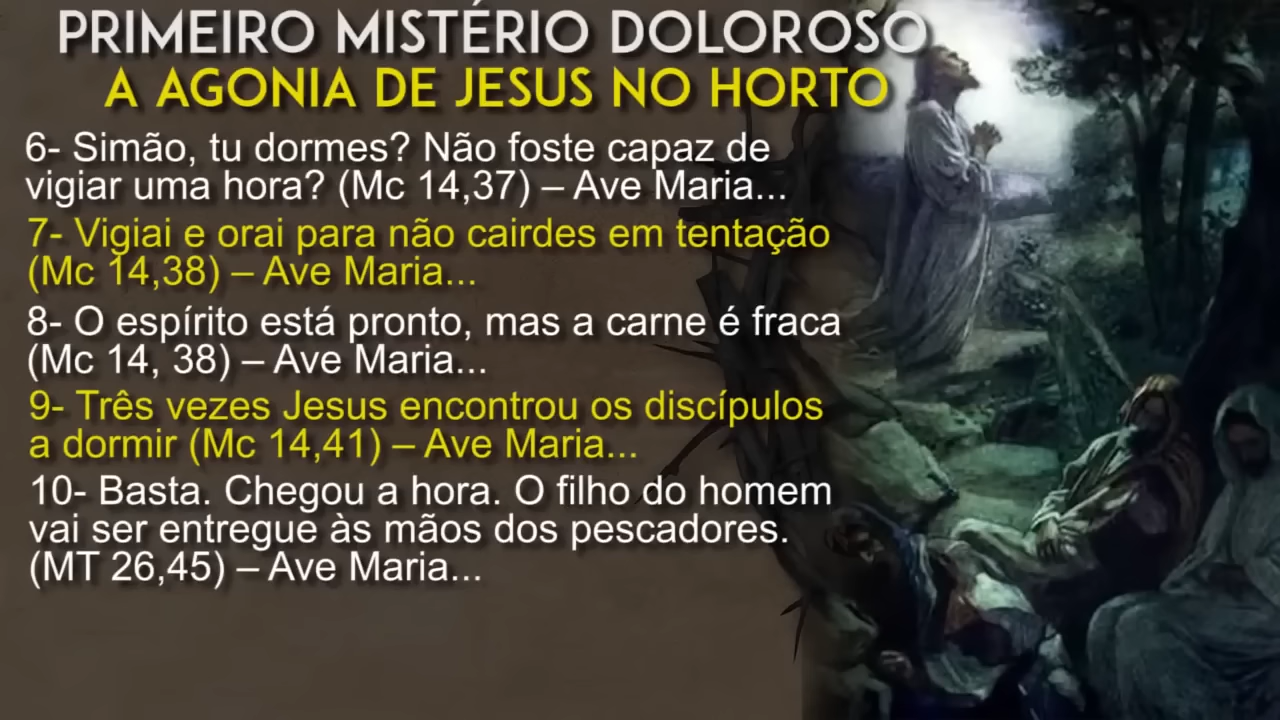 PRIMEIRO MISTÉRIO DOLOROSO
A AGONIA DE JESUS NO HORTO
6- Simão, tu dormes? Não foste capaz de
vigiar uma hora? (Mc 14,37) – Ave Maria...
7- Vigiai e orai para não cairdes em tentação
(Mc 14,38) – Ave Maria...
8- O espírito está pronto, mas a carne é fraca
(Mc 14, 38) – Ave Maria...
9- Três vezes Jesus encontrou os discípulos
a dormir (Mc 14,41) – Ave Maria...
10- Basta. Chegou a hora. O filho do homem
vai ser entregue às mãos dos pescadores.
(MT 26,45) – Ave Maria...